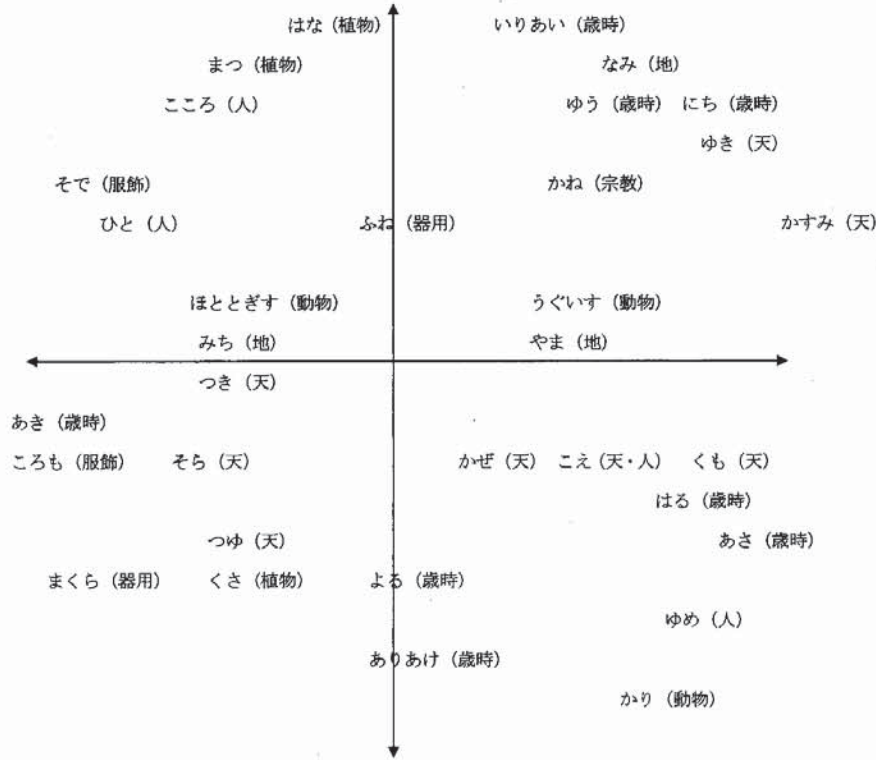 はな（植物） いりあい（歳時）
まつ（植物） なみ（地）
こころ（人） ゆう（歳時） にち（歳時）
ゆき（天）
そで（服飾） かね（宗教）
ひと（人） ふね（器用） かすみ（天）
ほととぎす（動物） うぐいす（動物）
みち（地） やま（地）
つき（天）
あき（歳時）
ころも（服飾） そら（天） かぜ（天） こえ（天・人） くも（天）
はる（歳時）
つゆ（天） あさ（歳時）
まくら（器用） くさ（植物） よる（歳時）
ゆめ（人）
ありあけ（歳時）
かり（動物）